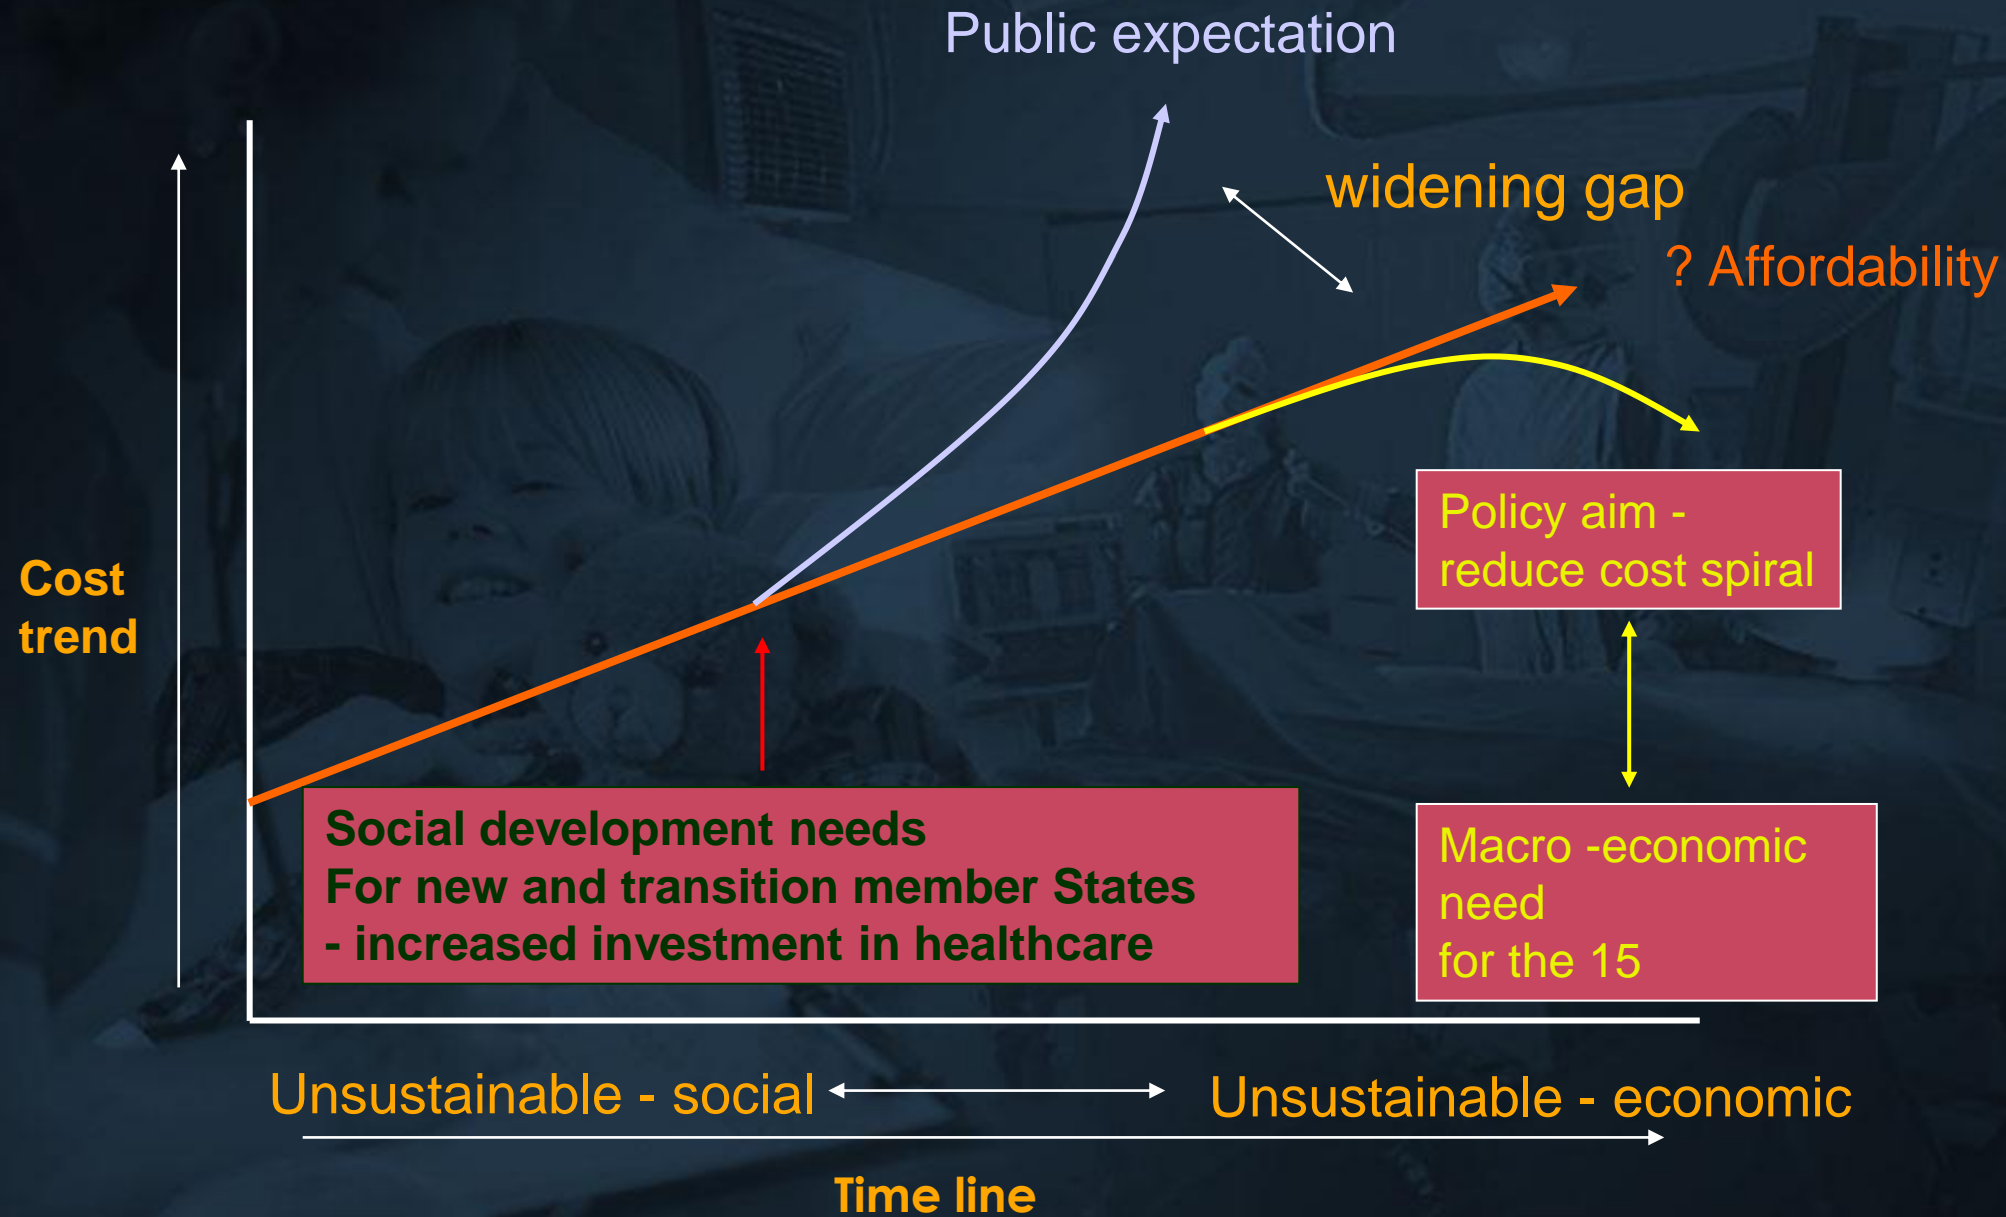 Public expectation
widening gap
? Affordability
Policy aim -
reduce cost spiral
Cost
trend
Social development needs
For new and transition member States
- increased investment in healthcare
Macro -economic
need
for the 15
Unsustainable - social
Unsustainable - economic
Time line